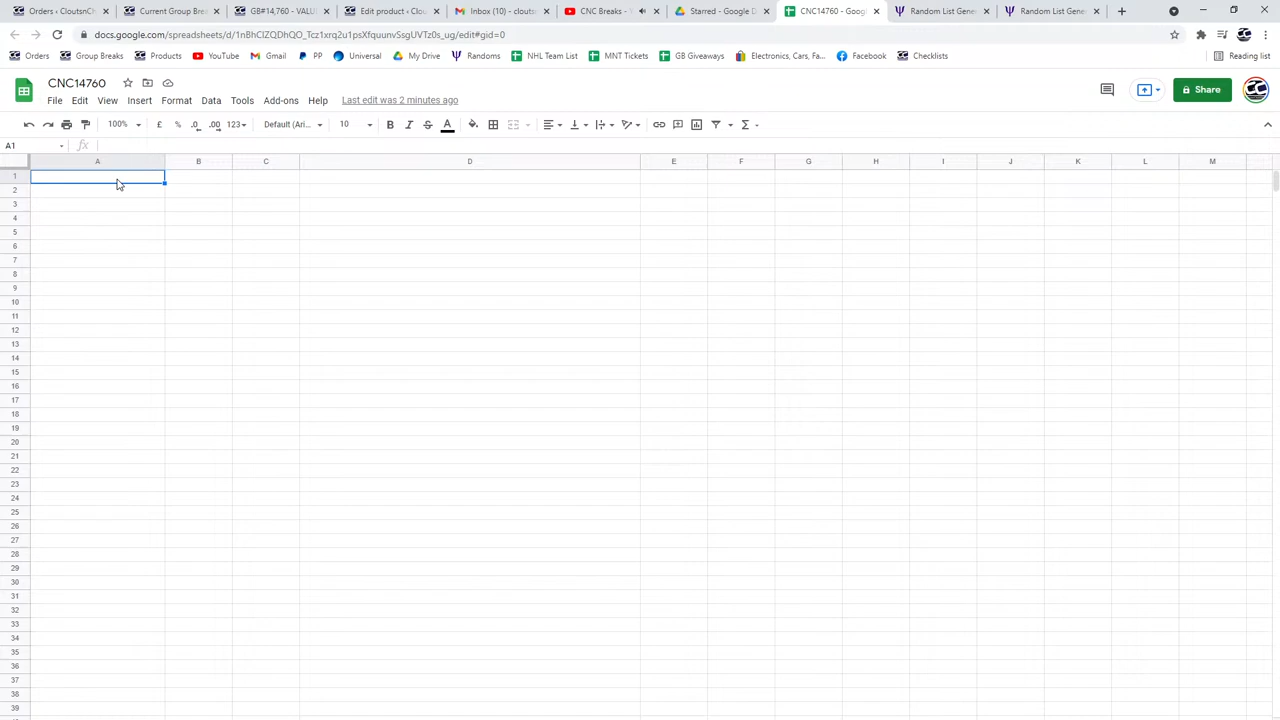 Orders ‹ CloutsnCh
Current Group Break
GB#14,760 - VALU
Edit product ‹ Clou
Inbox (10) - clouts
CNC Breaks -
Starred - Google D
CNC14760 - Goog
Random List Gene
Random List Gene
docs.google.com/spreadsheets/d/1nBhCIZQDhQO_Tcz1xrq2u1psXfquunvSsgUVTz0s_ug/edit#gid=0
Orders Group Breaks Products YouTube Gmail PP Universal My Drive Randoms NHL Team List MNT Tickets GB Giveaways Electronics, Cars, Fa... Facebook Checklists Reading list
CNC14760
File Edit View Insert Format Data Tools Add-ons Help Last edit was 2 minutes ago
Share
100% £ % .0 .00 123 Default (Ari... 10 B I S A Σ
A1 fx
A B C D E F G H I J K L M
1
2
3
4
5
6
7
8
9
10
11
12
13
14
15
16
17
18
19
20
21
22
23
24
25
26
27
28
29
30
31
32
33
34
35
36
37
38
39